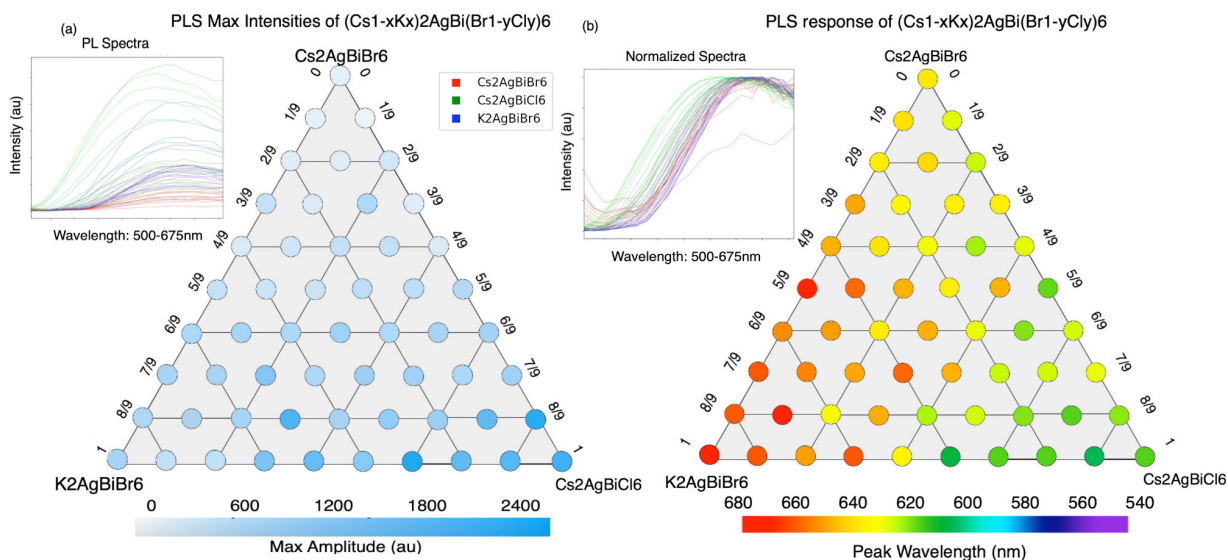 (a)
PLS Max Intensities of (Cs1-xKx)2AgBi(Br1-yCly)6
PL Spectra
Intensity (au)
Wavelength: 500-675nm
Cs2AgBiBr6
Cs2AgBiCl6
K2AgBiBr6
Cs2AgBiBr6
0
0
1/9
1/9
2/9
2/9
3/9
3/9
4/9
4/9
5/9
5/9
6/9
6/9
7/9
7/9
8/9
8/9
1
1
K2AgBiBr6
Cs2AgBiCl6
0 600 1200 1800 2400
Max Amplitude (au)
(b)
PLS response of (Cs1-xKx)2AgBi(Br1-yCly)6
Normalized Spectra
Intensity (au)
Wavelength: 500-675nm
Cs2AgBiBr6
0
0
1/9
1/9
2/9
2/9
3/9
3/9
4/9
4/9
5/9
5/9
6/9
6/9
7/9
7/9
8/9
8/9
1
1
K2AgBiBr6
Cs2AgBiCl6
680 660 640 620 600 580 560 540
Peak Wavelength (nm)